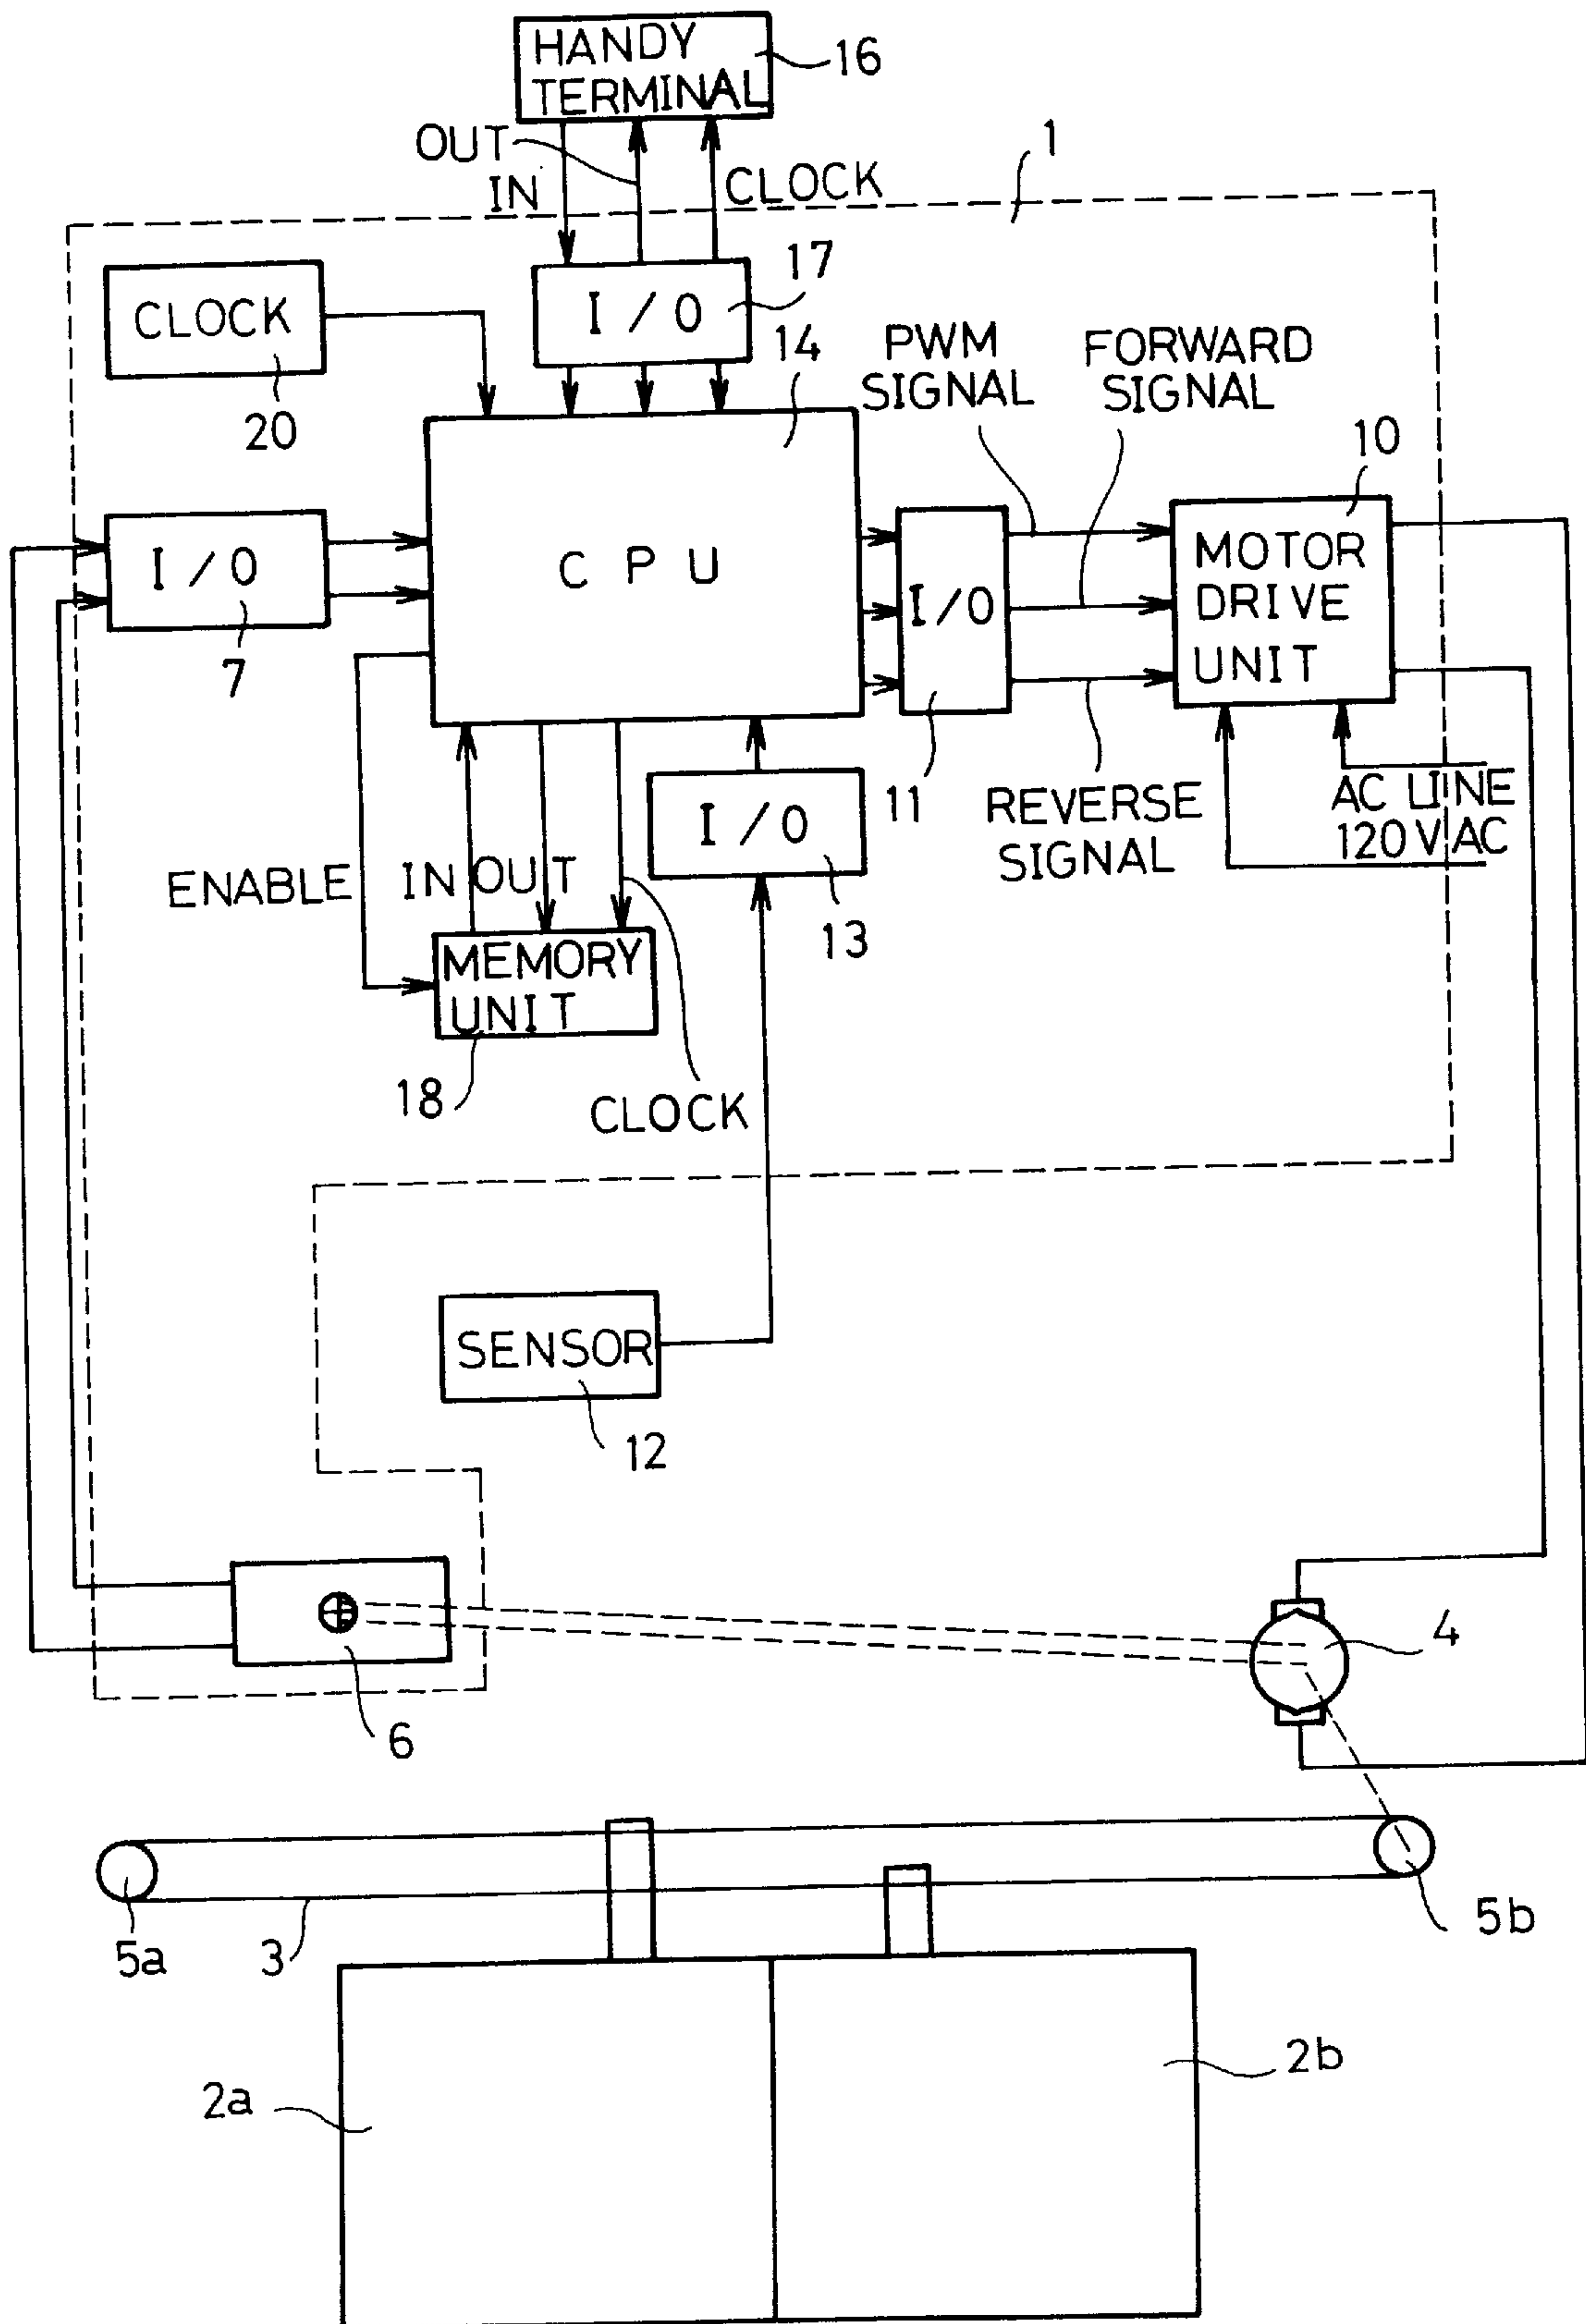 HANDY
TERMINAL
16
OUT
IN
CLOCK
1
CLOCK
20
I/O
17
14
PWM
SIGNAL
FORWARD
SIGNAL
10
I/O
7
CPU
I/O
11
MOTOR
DRIVE
UNIT
REVERSE
SIGNAL
AC LINE
120VAC
I/O
13
ENABLE
IN
OUT
MEMORY
UNIT
18
CLOCK
SENSOR
12
6
4
5a
3
5b
2a
2b